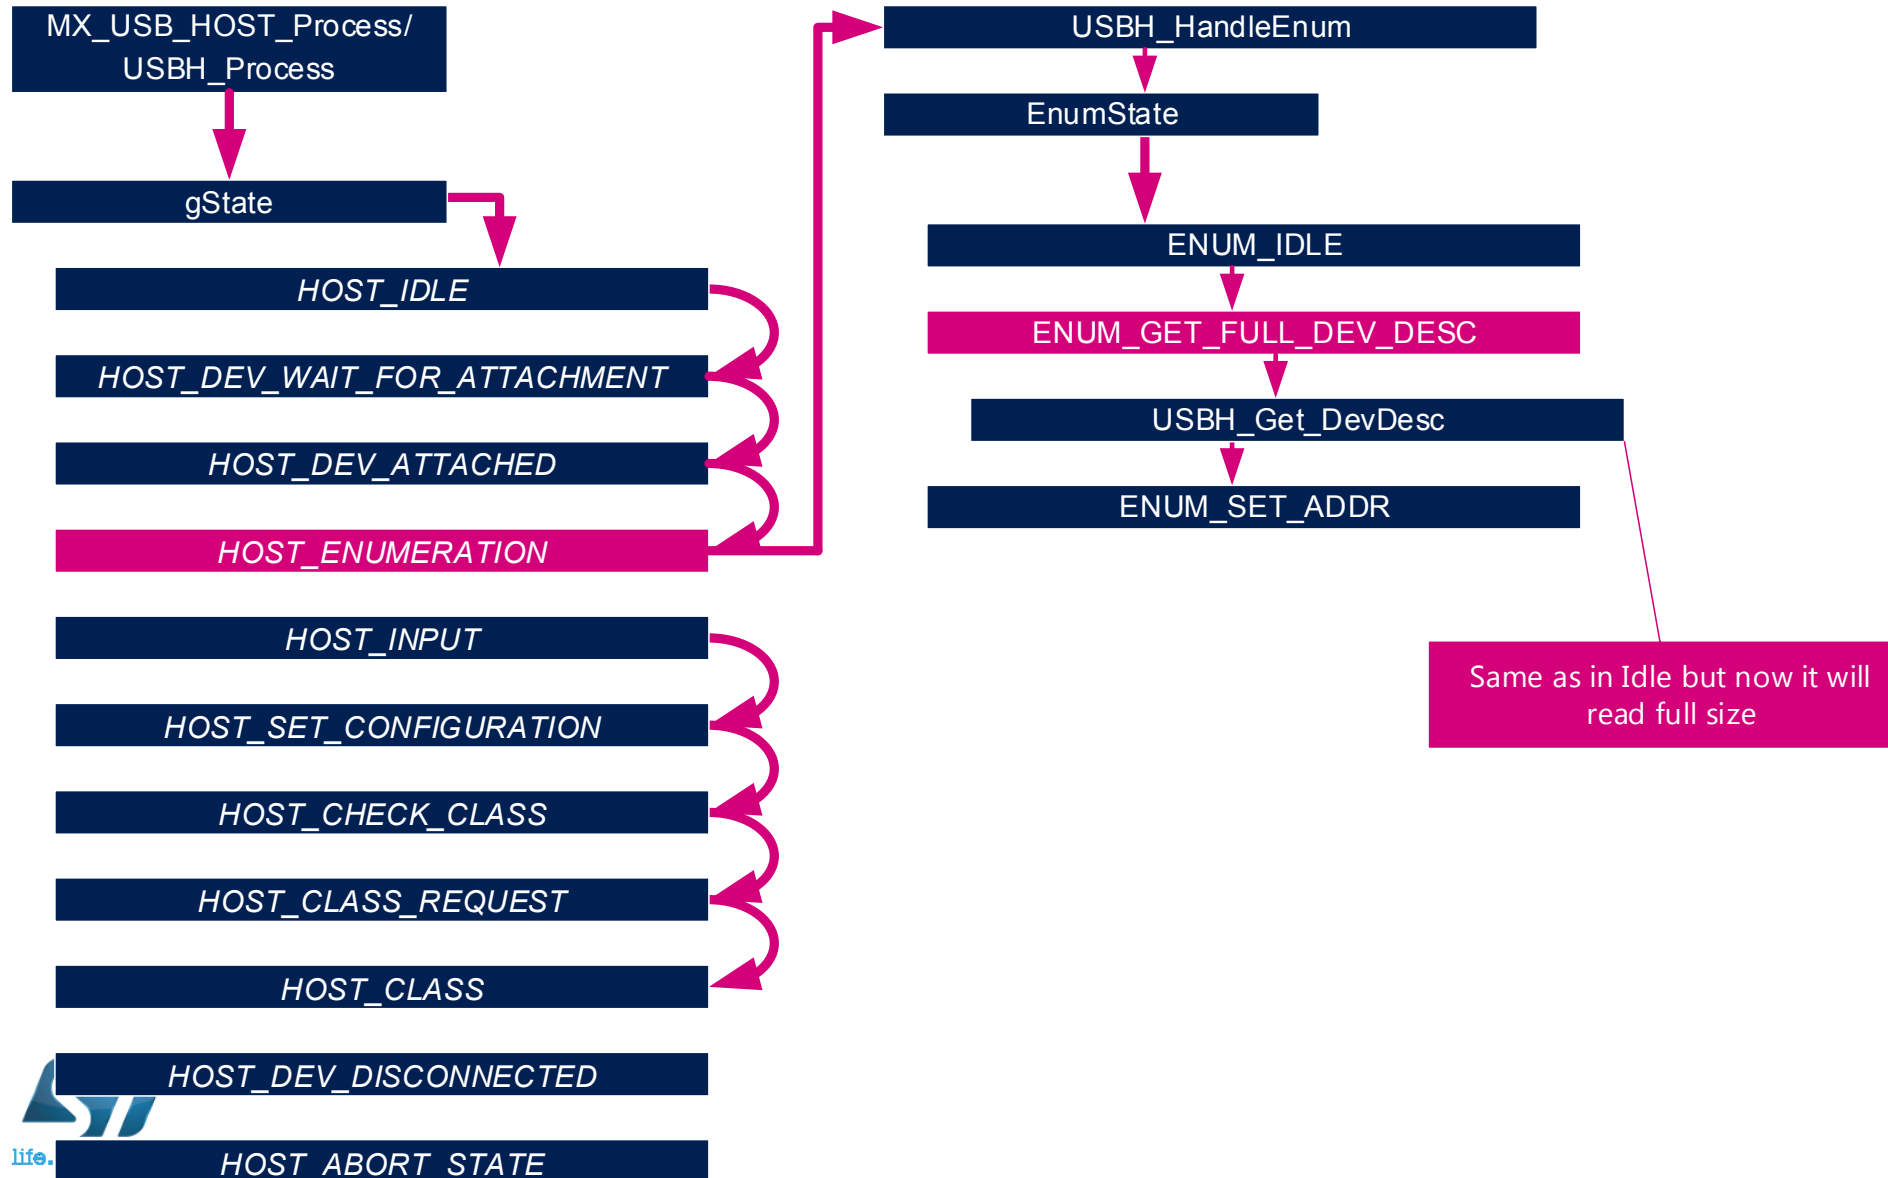 MX_USB_HOST_Process/
USBH_Process
gState
HOST_IDLE
HOST_DEV_WAIT_FOR_ATTACHMENT
HOST_DEV_ATTACHED
HOST_ENUMERATION
HOST_INPUT
HOST_SET_CONFIGURATION
HOST_CHECK_CLASS
HOST_CLASS_REQUEST
HOST_CLASS
HOST_DEV_DISCONNECTED
HOST_ABORT_STATE
life.
USBH_HandleEnum
EnumState
ENUM_IDLE
ENUM_GET_FULL_DEV_DESC
USBH_Get_DevDesc
ENUM_SET_ADDR
Same as in Idle but now it will
read full size